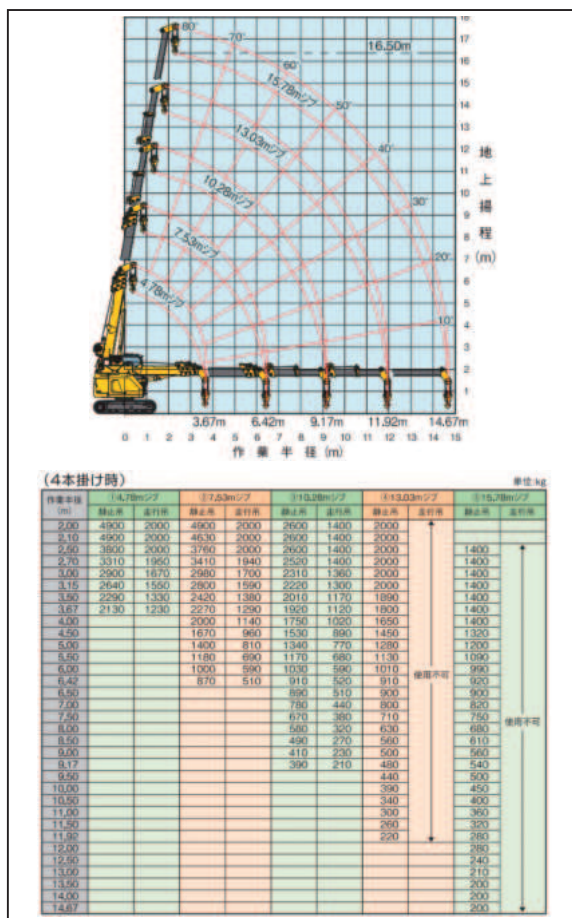 18
17
16
15
14
13
12
11
10
9
8
7
6
5
4
3
2
1
地上揚程(m)
80°
70°
60°
50°
40°
30°
20°
10°
16.50m
15.78mジブ
13.03mジブ
10.28mジブ
7.53mジブ
4.78mジブ
3.67m 6.42m 9.17m 11.92m 14.67m
0 1 2 3 4 5 6 7 8 9 10 11 12 13 14 15
作業半径(m)
(4本掛け時) 単位:kg
作業半径(m) ①4,78mジブ ②7,53mジブ ③10,28mジブ ④13,03mジブ ⑤15,78mジブ
静止吊 走行吊 静止吊 走行吊 静止吊 走行吊 静止吊 走行吊 静止吊 走行吊
2,00 4900 2000 4900 2000 2600 1400 2000
2,10 4900 2000 4630 2000 2600 1400 2000
2,50 3800 2000 3760 2000 2600 1400 2000 1400
2,70 3310 1950 3410 1940 2520 1400 2000 1400
3,00 2900 1670 2980 1700 2310 1360 2000 1400
3,15 2640 1550 2800 1590 2220 1300 2000 1400
3,50 2290 1330 2420 1380 2010 1170 1890 1400
3,67 2130 1230 2270 1290 1920 1120 1800 1400
4,00 2000 1140 1750 1020 1650 1400
4,50 1670 960 1530 890 1450 1320
5,00 1400 810 1340 770 1280 1200
5,50 1180 690 1170 680 1130 1090
6,00 1000 590 1030 590 1010 990
6,42 870 510 910 520 910 使用不可 920
6,50 890 510 900 900
7,00 780 440 800 820
7,50 670 380 710 750
8,00 580 320 630 680 使用不可
8,50 490 270 560 610
9,00 410 230 500 560
9,17 390 210 480 540
9,50 440 500
10,00 390 450
10,50 340 400
11,00 300 360
11,50 260 320
11,92 220 280
12,00 280
12,50 240
13,00 210
13,50 200
14,00 200
14,67 200